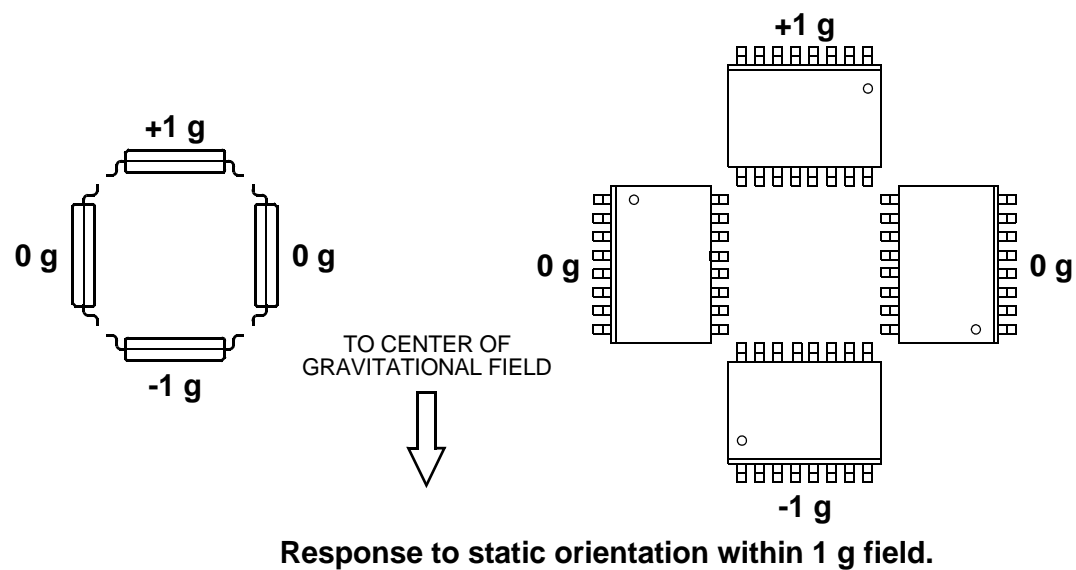 +1 g
+1 g
0 g
0 g
0 g
0 g
TO CENTER OF
GRAVITATIONAL FIELD
-1 g
-1 g
Response to static orientation within 1 g field.